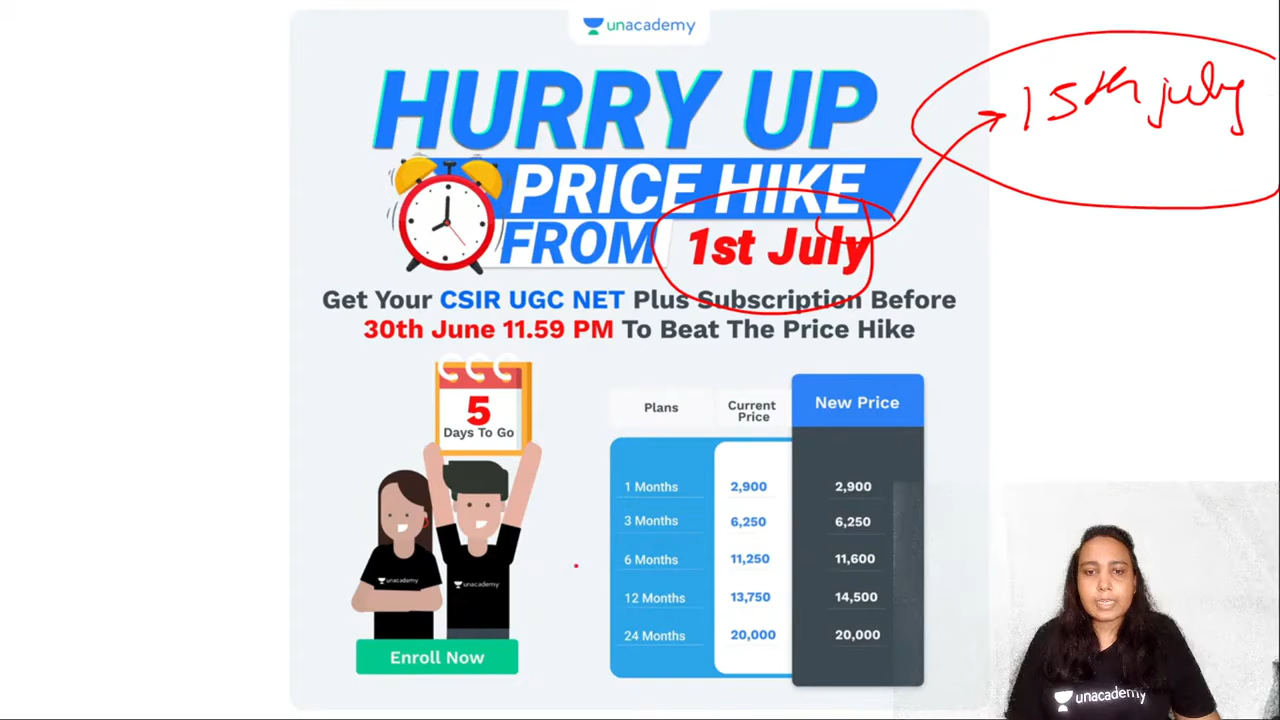 unacademy
HURRY UP
15th july
PRICE HIKE
FROM 1st July
Get Your CSIR UGC NET Plus Subscription Before
30th June 11.59 PM To Beat The Price Hike
5
Days To Go
Plans Current Price New Price
1 Months 2,900 2,900
3 Months 6,250 6,250
6 Months 11,250 11,600
12 Months 13,750 14,500
24 Months 20,000 20,000
unacademy
unacademy
Enroll Now
unacademy